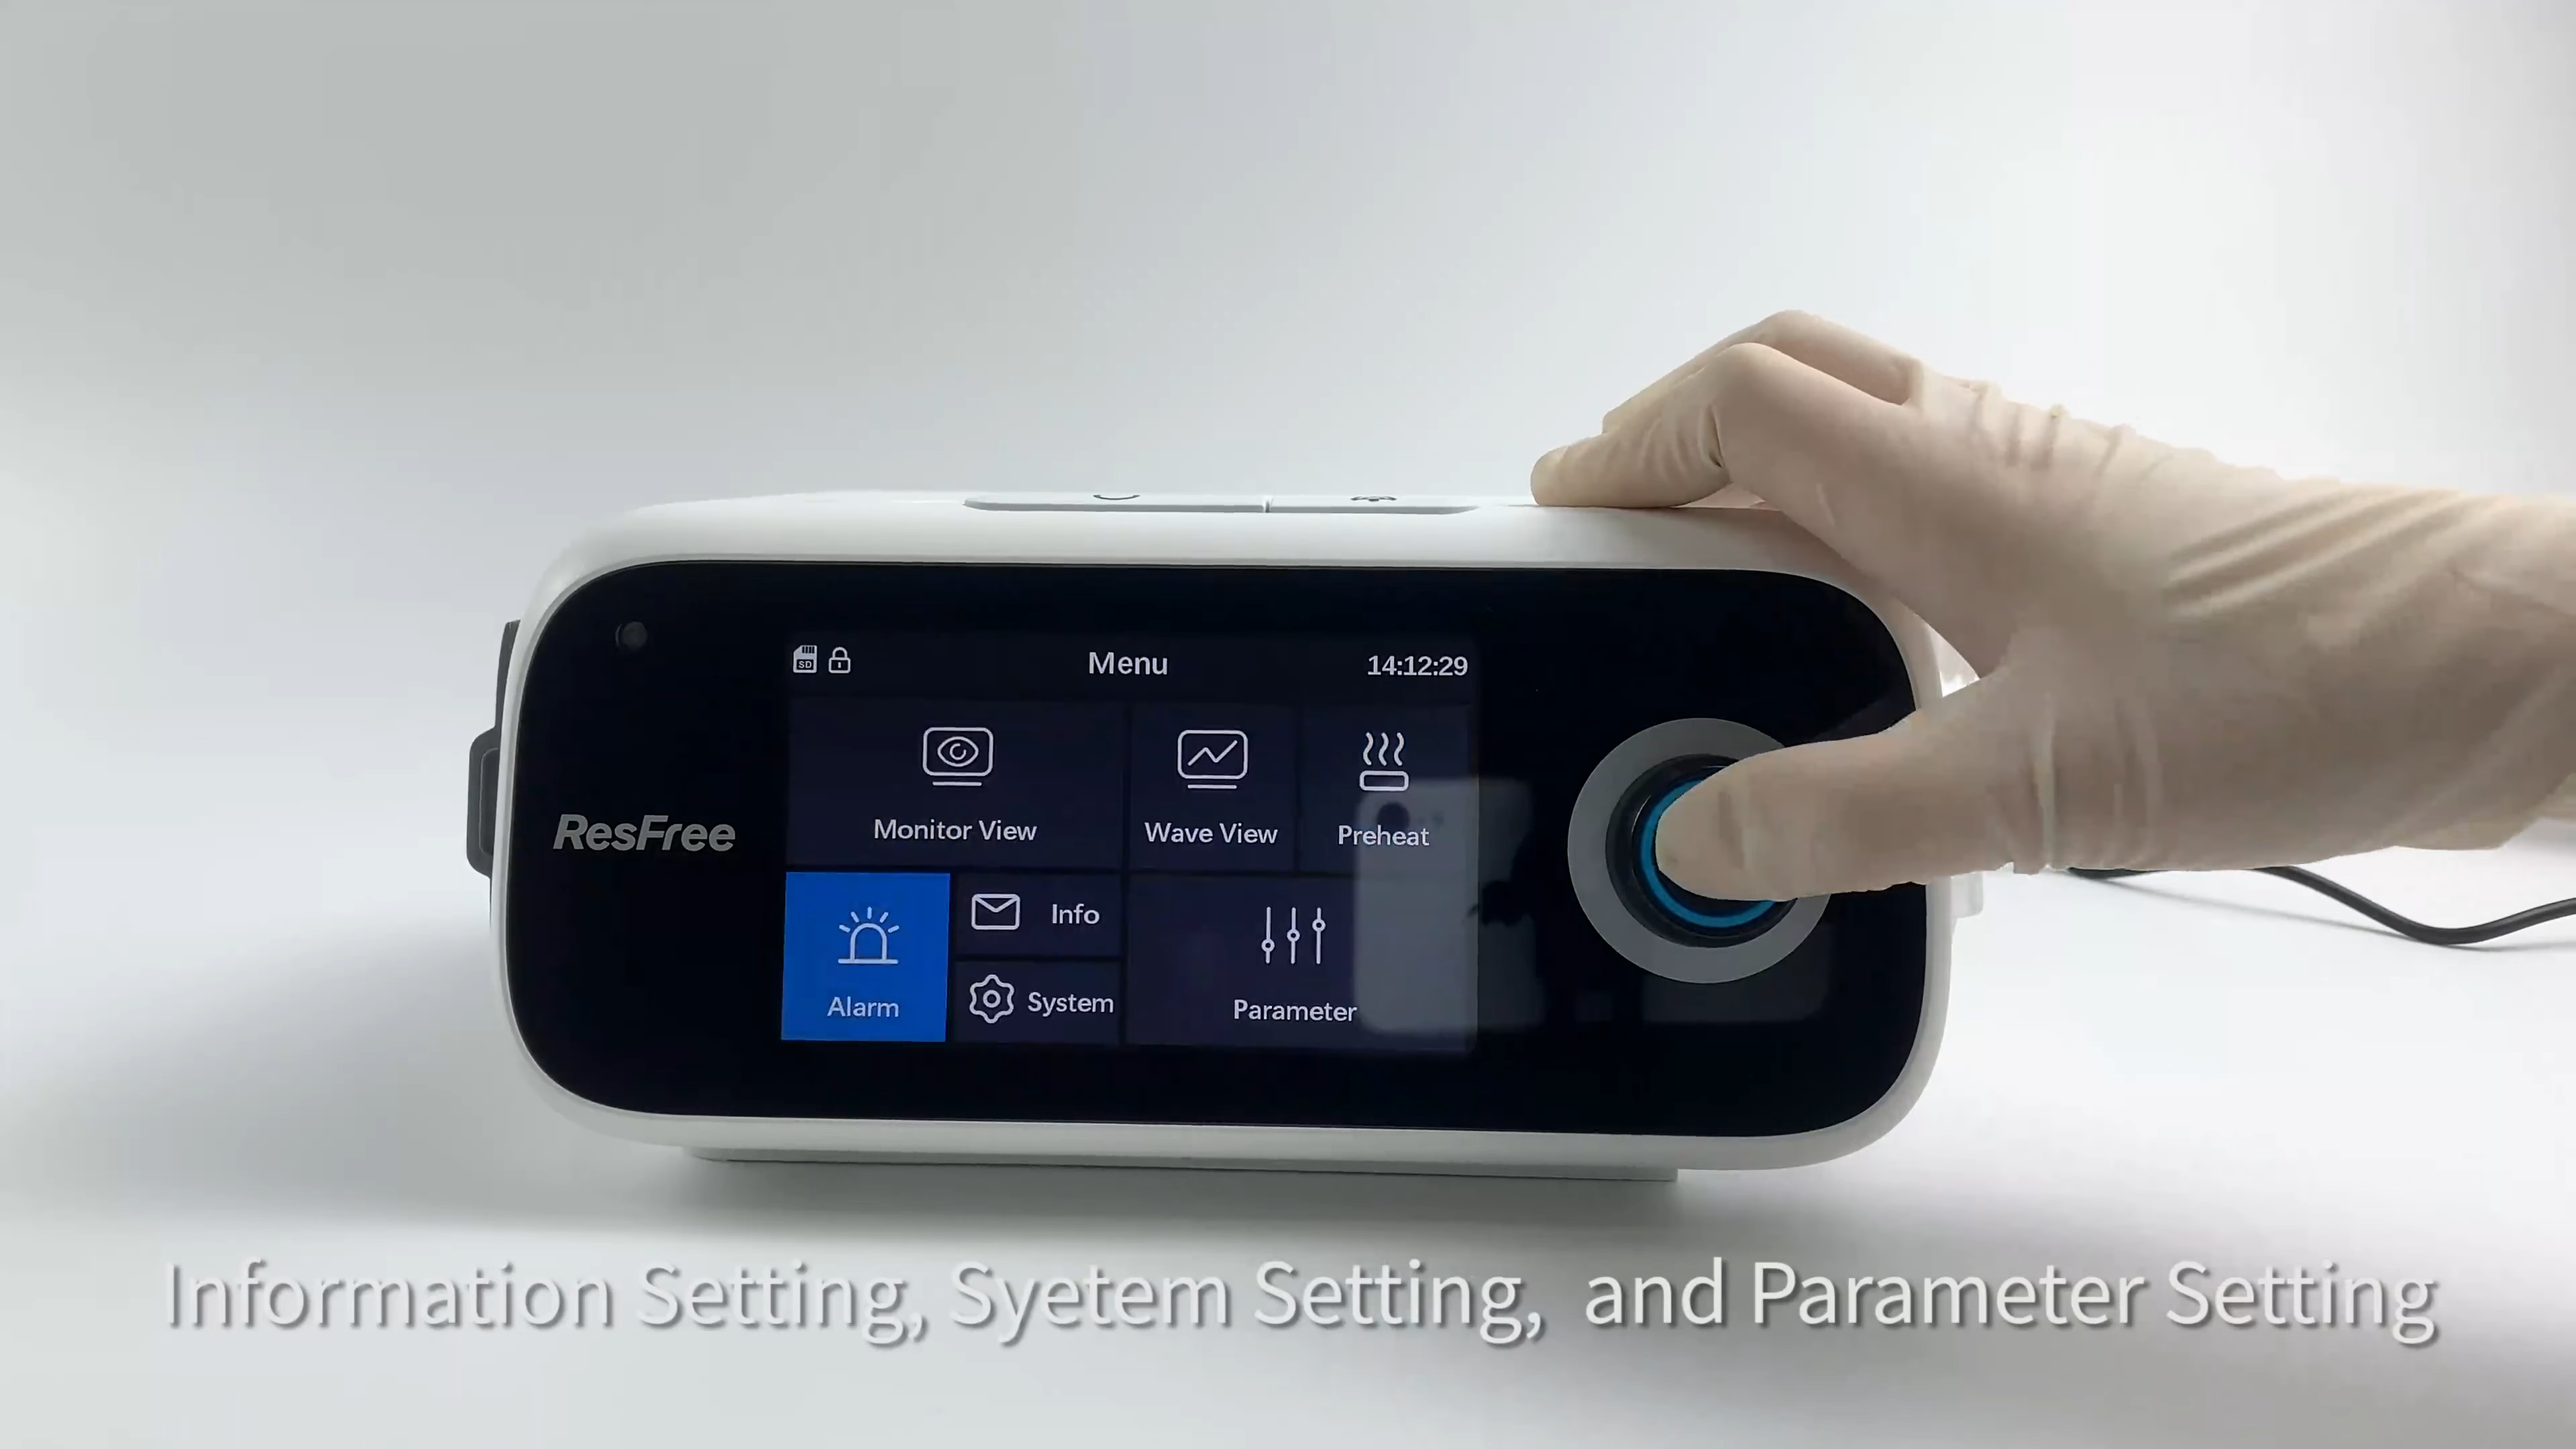 SD
Menu
14:12:29
Monitor View
Wave View
Preheat
ResFree
Alarm
Info
System
Parameter
Information Setting, Syetem Setting, and Parameter Setting